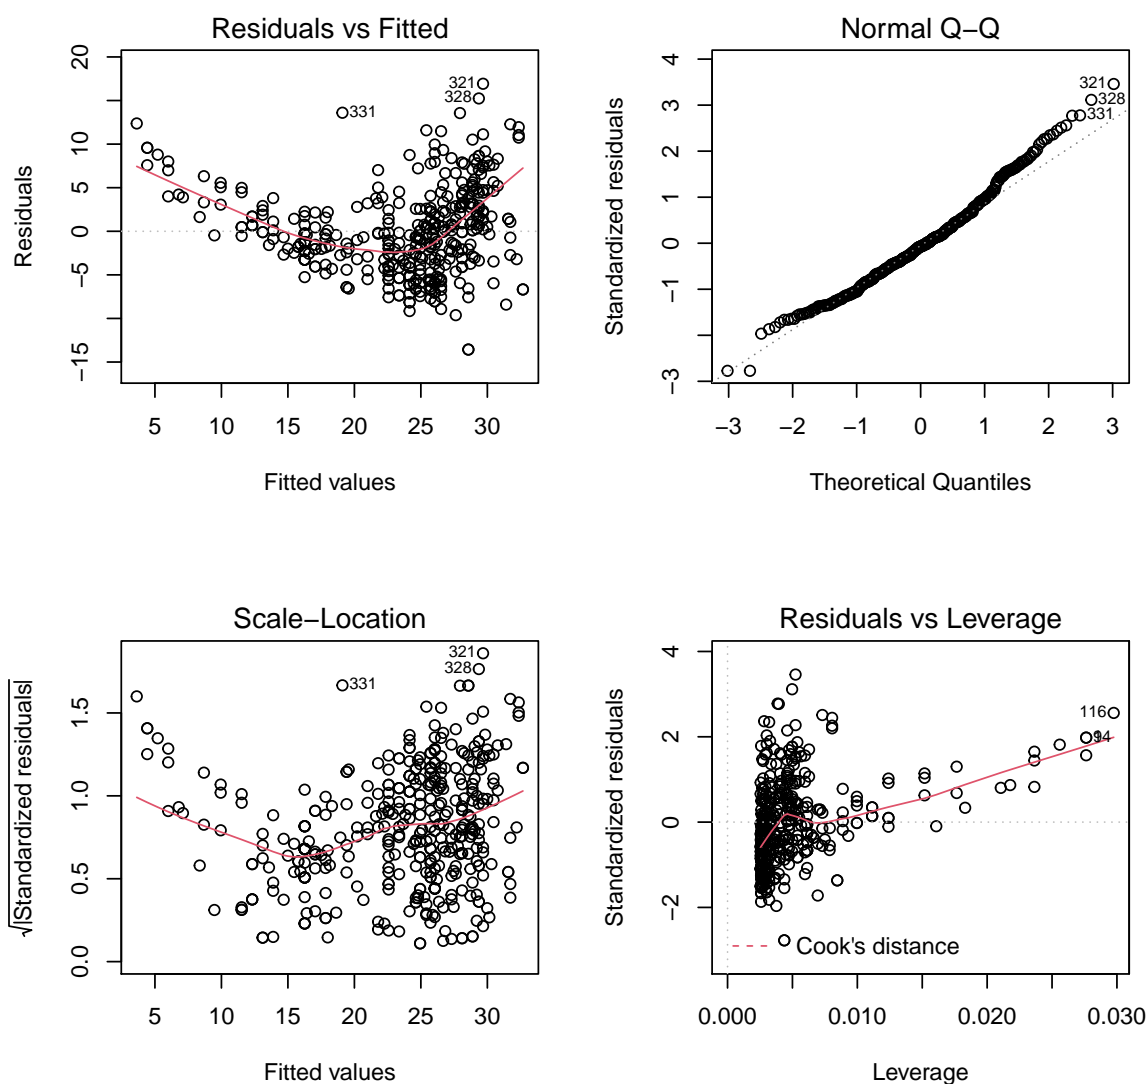 Residuals vs Fitted
Residuals
20
10
5
0
−5
−15
321
328
331
5 10 15 20 25 30
Fitted values
Normal Q−Q
Standardized residuals
4
3
2
1
0
−1
−3
321
328
331
−3 −2 −1 0 1 2 3
Theoretical Quantiles
Scale−Location
√|Standardized residuals|
1.5
1.0
0.5
0.0
321
328
331
5 10 15 20 25 30
Fitted values
Residuals vs Leverage
Standardized residuals
4
2
0
−2
116
94
Cook's distance
0.000 0.010 0.020 0.030
Leverage